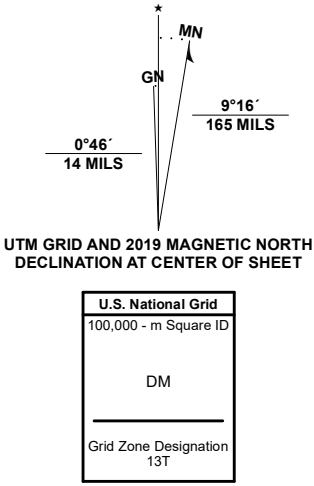 MN
GN
9°16´
165 MILS
0°46´
14 MILS
UTM GRID AND 2019 MAGNETIC NORTH
DECLINATION AT CENTER OF SHEET
U.S. National Grid
100,000 - m Square ID
DM
Grid Zone Designation
13T